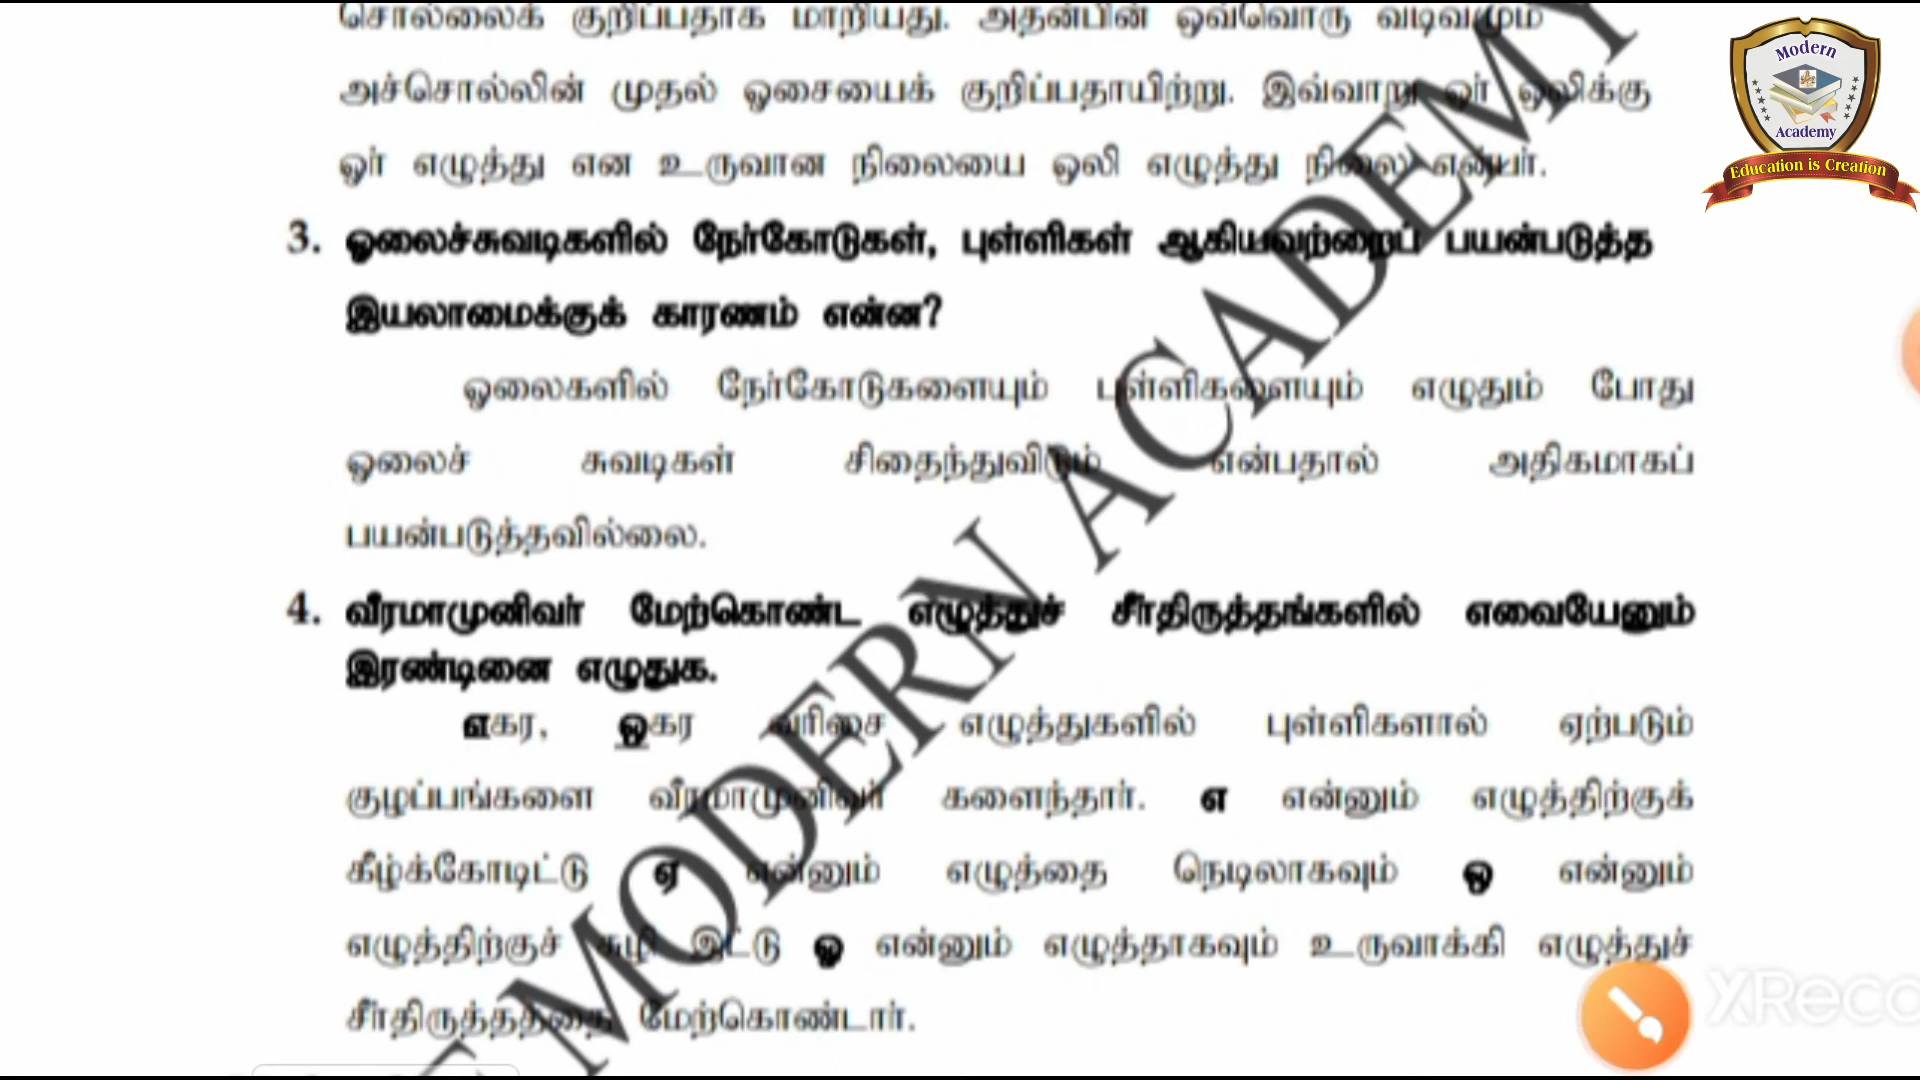 சொல்லைக் குறிப்பதாக மாறியது. அதன்பின் ஒவ்வொரு வடிவமும்
அச்சொல்லின் முதல் ஓசையைக் குறிப்பதாயிற்று. இவ்வாறு ஓர் ஒலிக்கு
ஓர் எழுத்து என உருவான நிலையை ஒலி எழுத்து நிலை என்பர்.
3. ஓலைச்சுவடிகளில் நேர்கோடுகள், புள்ளிகள் ஆகியவற்றைப் பயன்படுத்த
இயலாமைக்குக் காரணம் என்ன?
ஓலைகளில் நேர்கோடுகளையும் புள்ளிகளையும் எழுதும் போது
ஓலைச் சுவடிகள் சிதைந்துவிடும் என்பதால் அதிகமாகப்
பயன்படுத்தவில்லை.
4. வீரமாமுனிவர் மேற்கொண்ட எழுத்துச் சீர்திருத்தங்களில் எவையேனும்
இரண்டினை எழுதுக.
எகர, ஒகர வரிசை எழுத்துகளில் புள்ளிகளால் ஏற்படும்
குழப்பங்களை வீரமாமுனிவர் களைந்தார். எ என்னும் எழுத்திற்குக்
கீழ்க்கோடிட்டு ஏ என்னும் எழுத்தை நெடிலாகவும் ஒ என்னும்
எழுத்திற்குச் சுழி இட்டு ஓ என்னும் எழுத்தாகவும் உருவாக்கி எழுத்துச்
சீர்திருத்தத்தை மேற்கொண்டார்.
MODERN ACADEMY
Modern
Academy
Education is Creation
XReco